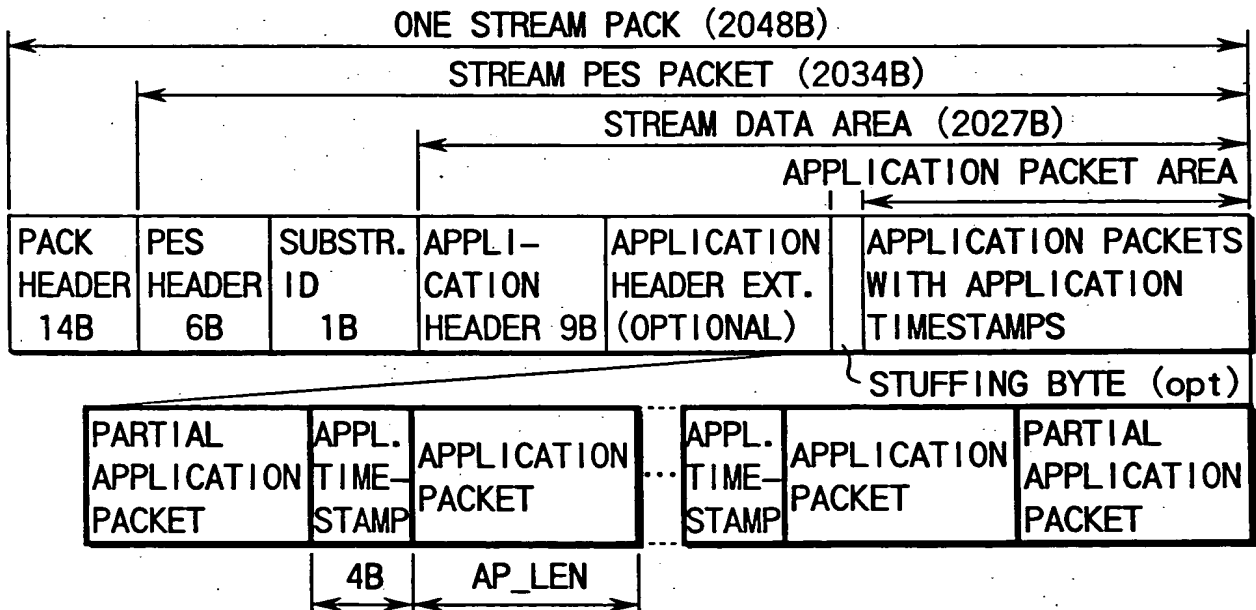 ONE STREAM PACK (2048B)
STREAM PES PACKET (2034B)
STREAM DATA AREA (2027B)
APPLICATION PACKET AREA
PACK
HEADER
14B
PES
HEADER
6B
SUBSTR.
ID
1B
APPLI-
CATION
HEADER 9B
APPLICATION
HEADER EXT.
(OPTIONAL)
APPLICATION PACKETS
WITH APPLICATION
TIMESTAMPS
STUFFING BYTE (opt)
PARTIAL
APPLICATION
PACKET
APPL.
TIME-
STAMP
APPLICATION
PACKET
...
APPL.
TIME-
STAMP
APPLICATION
PACKET
PARTIAL
APPLICATION
PACKET
4B
AP_LEN